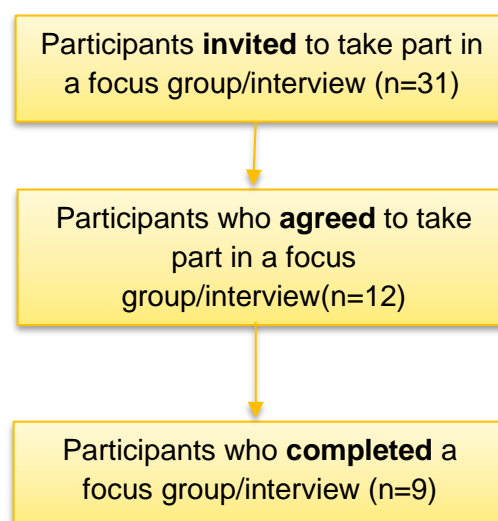 Participants invited to take part in
a focus group/interview (n=31)
Participants who agreed to take
part in a focus
group/interview(n=12)
Participants who completed a
focus group/interview (n=9)